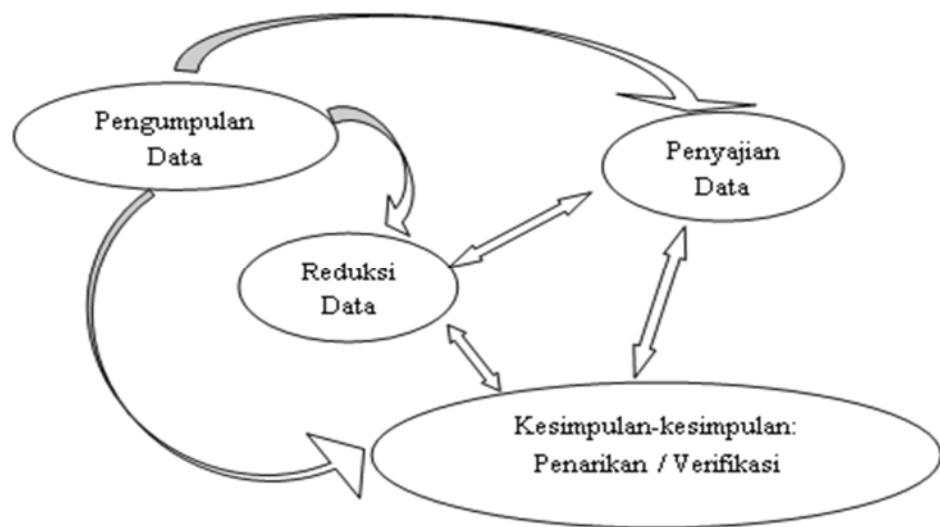 Pengumpulan
Data
Penyajian
Data
Reduksi
Data
Kesimpulan-kesimpulan:
Penarikan / Verifikasi